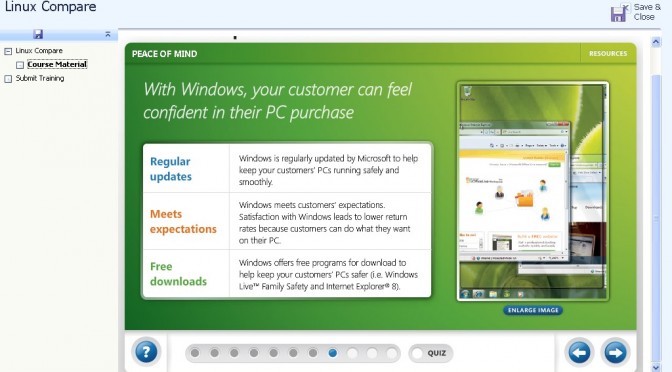 Linux Compare
Save &
Close
Linux Compare
Course Material
Submit Training
PEACE OF MIND
RESOURCES
With Windows, your customer can feel
confident in their PC purchase
Regular
updates
Windows is regularly updated by Microsoft to help
keep your customers' PCs running safely and
smoothly.
Meets
expectations
Windows meets customers' expectations.
Satisfaction with Windows leads to lower return
rates because customers can do what they want
on their PC.
Free
downloads
Windows offers free programs for download to
help keep your customers' PCs safer (i.e. Windows
Live™ Family Safety and Internet Explorer® 8).
ENLARGE IMAGE
?
QUIZ